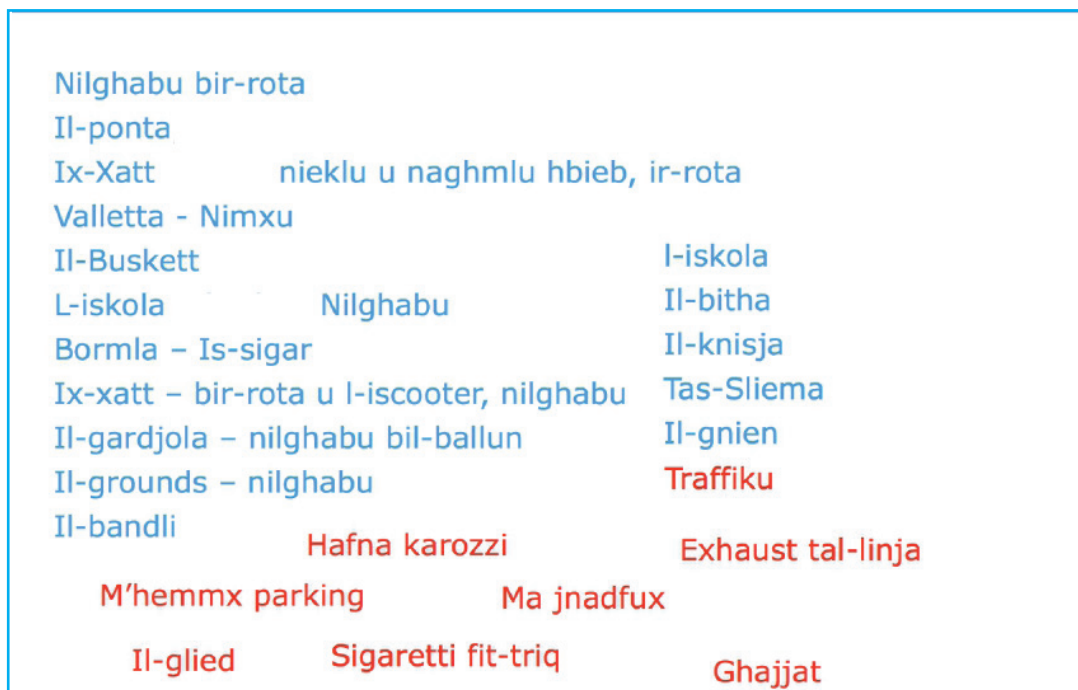 Nilghabu bir-rota
Il-ponta
Ix-Xatt nieklu u naghmlu hbieb, ir-rota
Valletta - Nimxu
Il-Buskett
L-iskola Nilghabu
Bormla – Is-sigar
Ix-xatt – bir-rota u l-iscooter, nilghabu
Il-gardjola – nilghabu bil-ballun
Il-grounds – nilghabu
Il-bandli
l-iskola
Il-bitha
Il-knisja
Tas-Sliema
Il-gnien
Traffiku
Hafna karozzi
Exhaust tal-linja
M'hemmx parking
Ma jnadfux
Il-glied
Sigaretti fit-triq
Ghajjat